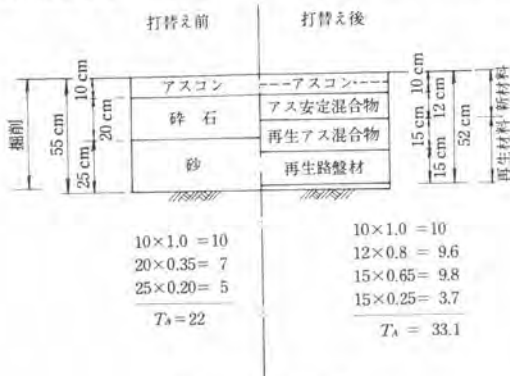 打替え前
打替え後
掘削
55 cm
10 cm
20 cm
25 cm
アスコン
砕 石
砂
アスコン
アス安定混合物
再生アス混合物
再生路盤材
10 cm
12 cm
15 cm
15 cm
52 cm
再生材料
新材料
10×1.0 =10
20×0.35= 7
25×0.20= 5
TA=22
10×1.0 =10
12×0.8 = 9.6
15×0.65= 9.8
15×0.25= 3.7
TA = 33.1